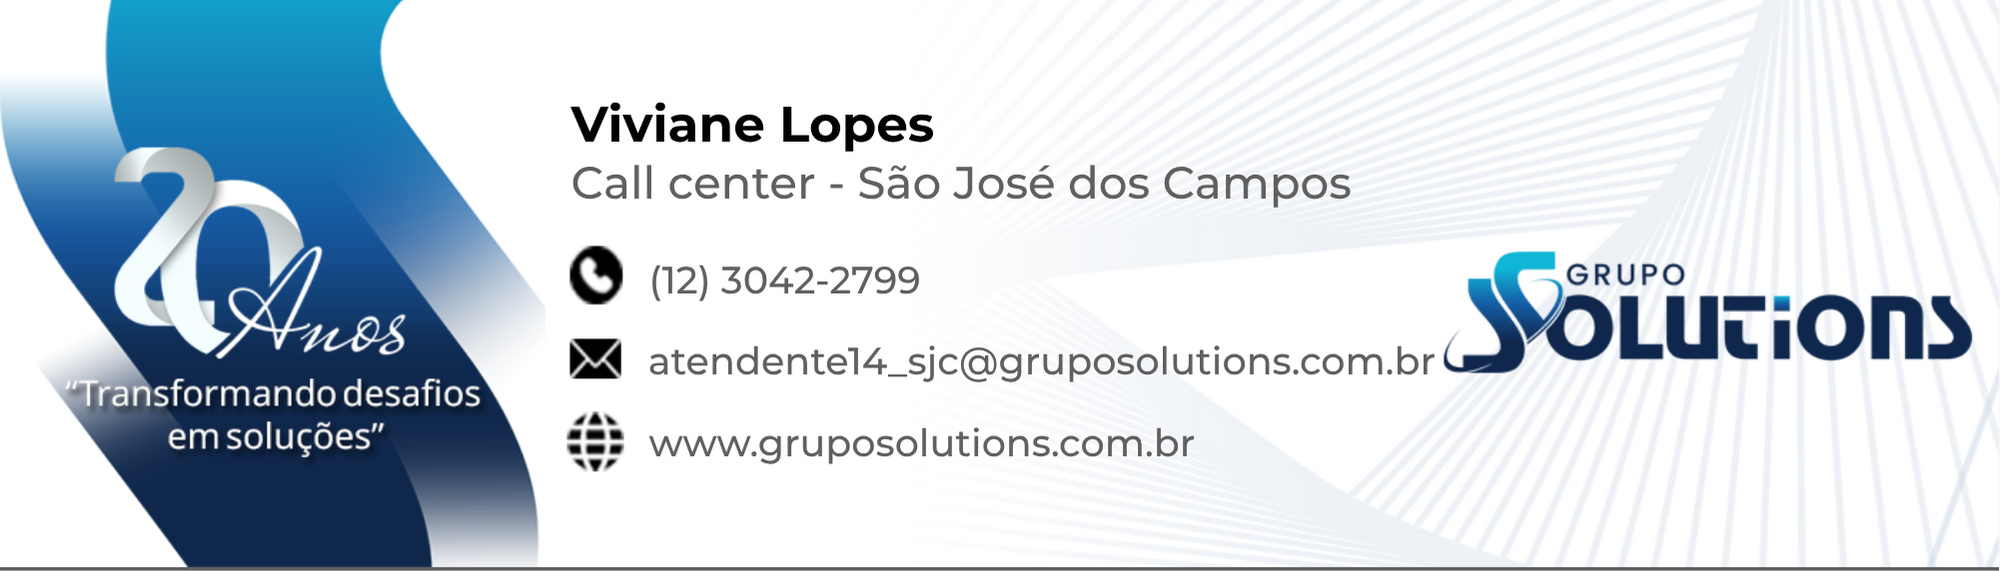 20 Anos
“Transformando desafios
em soluções”
Viviane Lopes
Call center - São José dos Campos
(12) 3042-2799
atendente14_sjc@gruposolutions.com.br
www.gruposolutions.com.br
GRUPO
SOLUTIONS